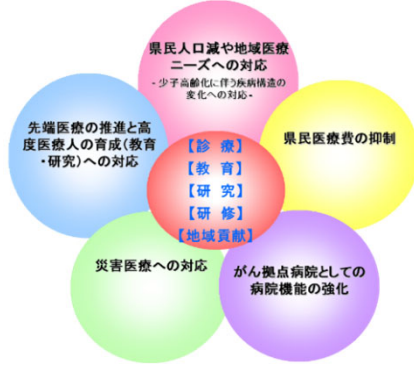 県民人口減や地域医療
ニーズへの対応
- 少子高齢化に伴う疾病構造の
変化への対応 -
先端医療の推進と高
度医療人の育成(教育
・研究)への対応
県民医療費の抑制
【診 療】
【教 育】
【研 究】
【研 修】
【地域貢献】
災害医療への対応
がん拠点病院としての
病院機能の強化